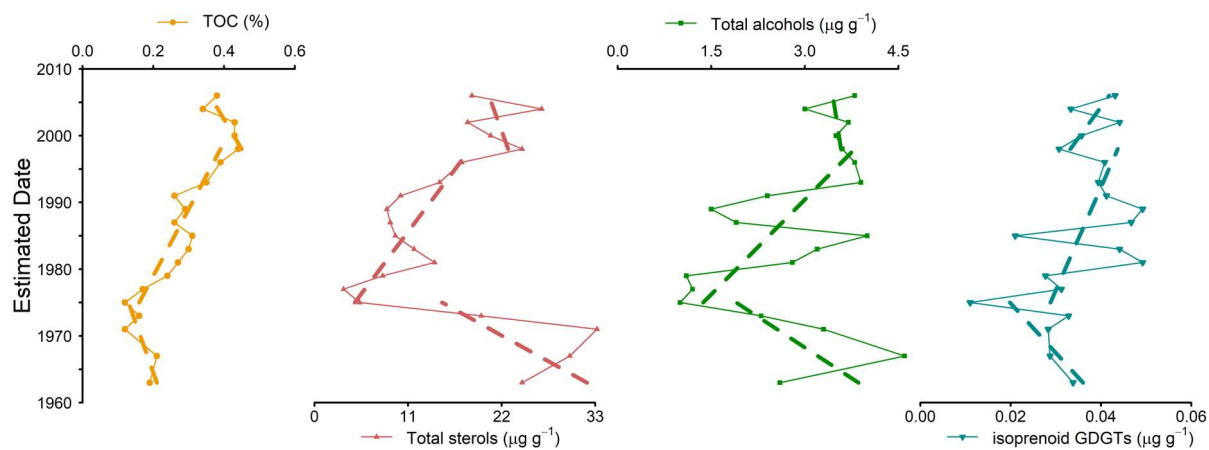 TOC (%)
0.0 0.2 0.4 0.6
Total alcohols (μg g⁻¹)
0.0 1.5 3.0 4.5
Estimated Date
2010
2000
1990
1980
1970
1960
0 11 22 33
Total sterols (μg g⁻¹)
0.00 0.02 0.04 0.06
isoprenoid GDGTs (μg g⁻¹)